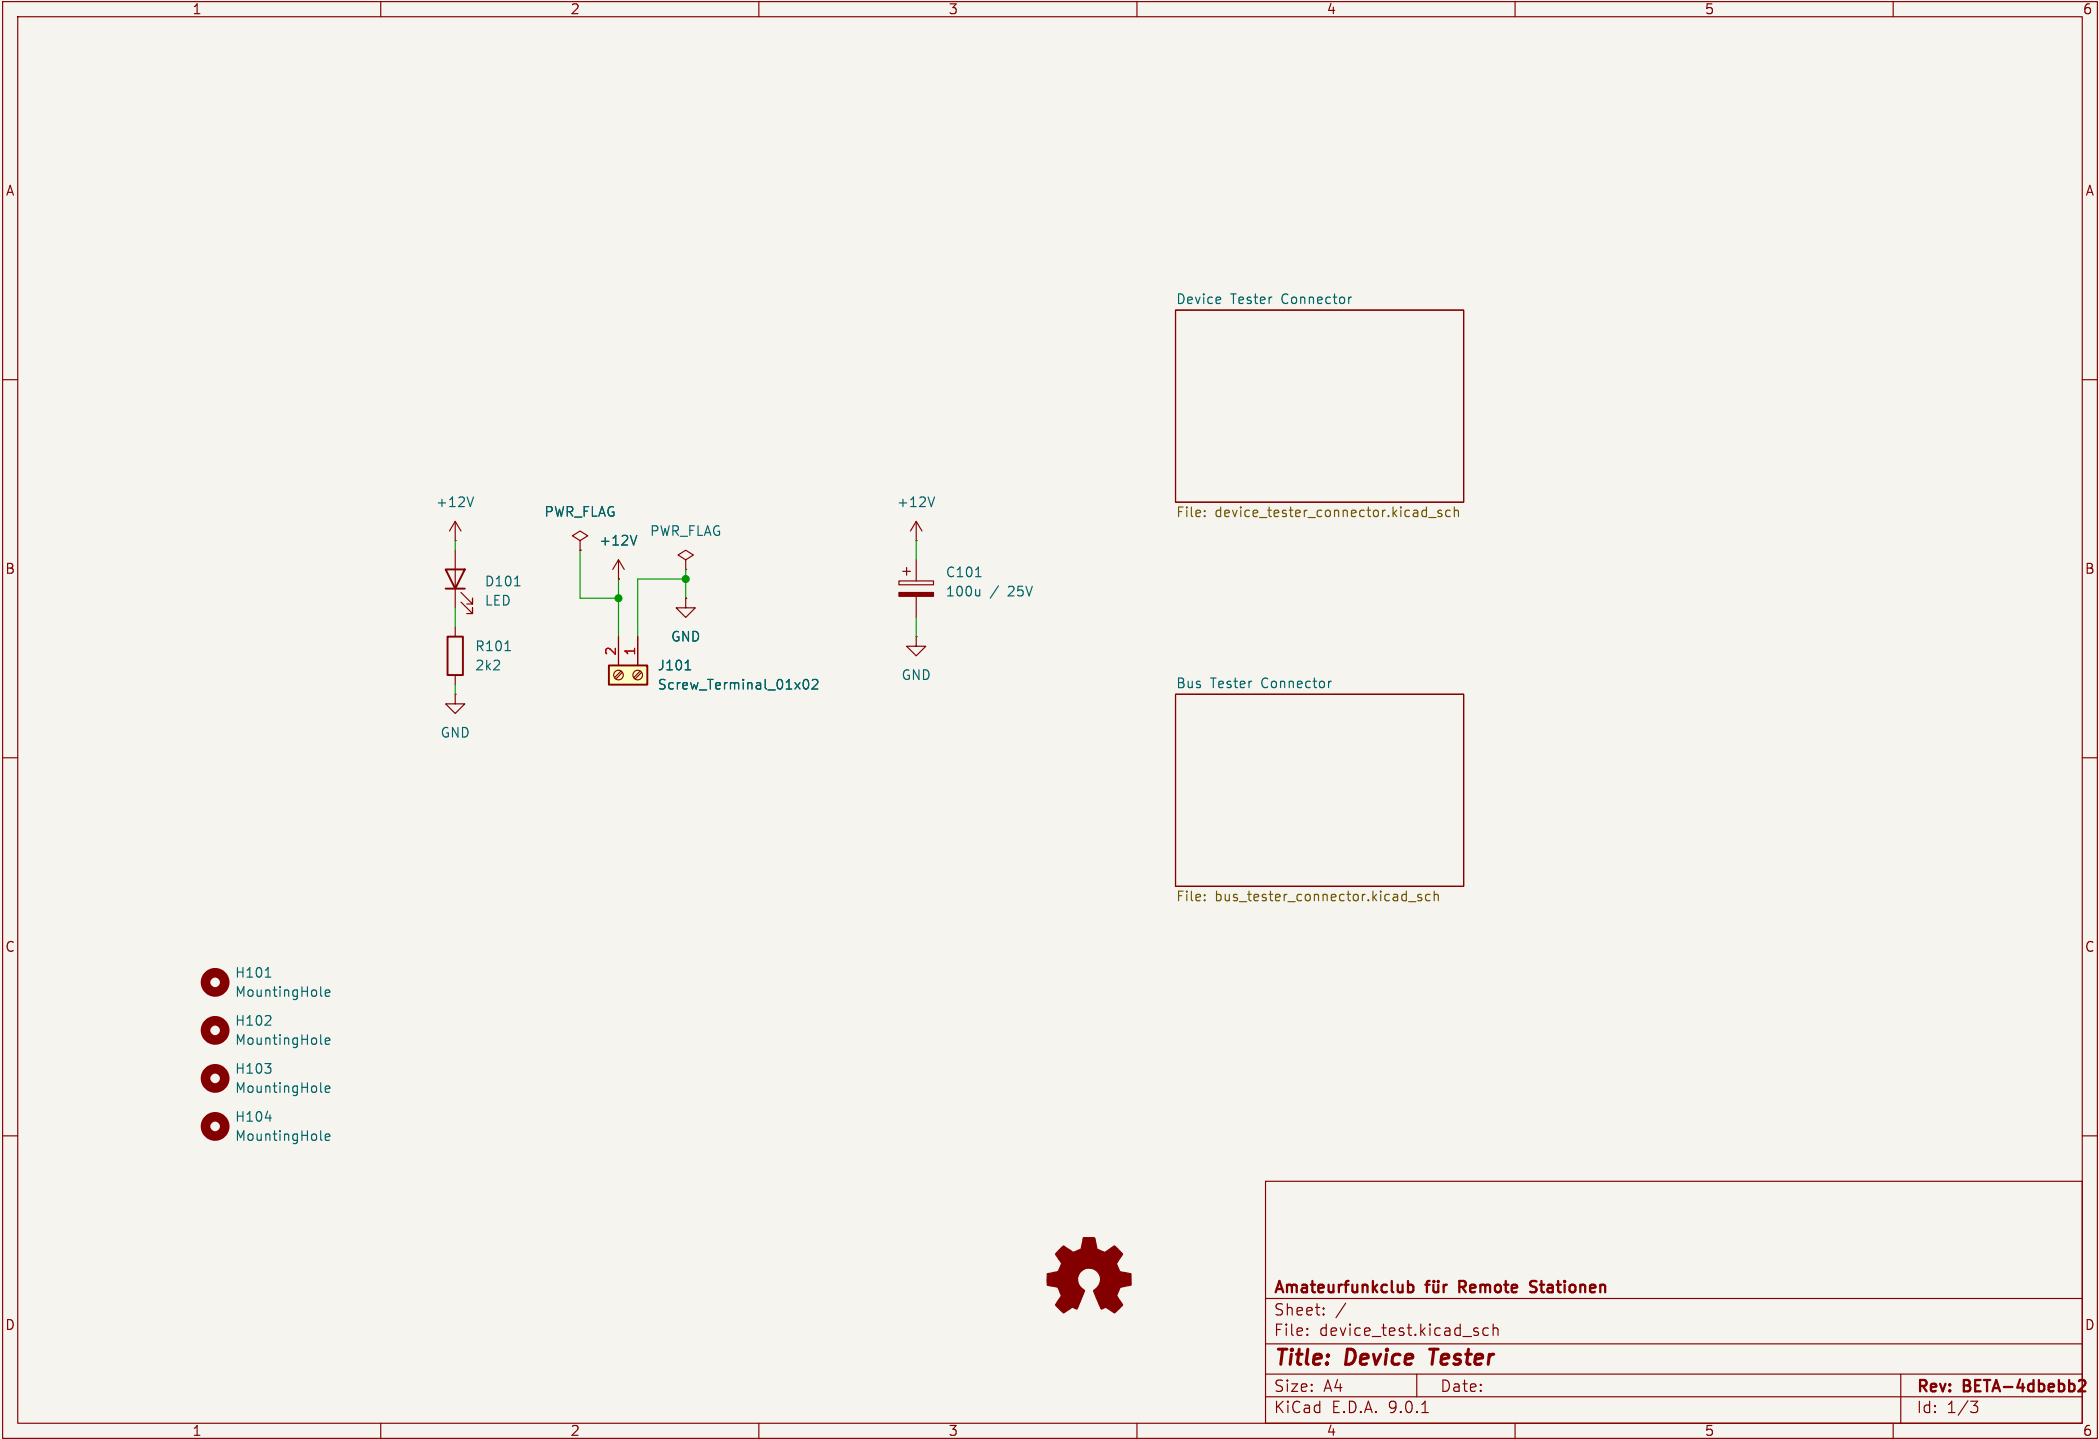 1 2 3 4 5 6
A A
Device Tester Connector
File: device_tester_connector.kicad_sch
+12V
D101
LED
R101
2k2
GND
PWR_FLAG
+12V
PWR_FLAG
GND
2 1
J101
Screw_Terminal_01x02
+12V
+
C101
100u / 25V
GND
B B
Bus Tester Connector
File: bus_tester_connector.kicad_sch
C C
H101
MountingHole
H102
MountingHole
H103
MountingHole
H104
MountingHole
Amateurfunkclub für Remote Stationen
Sheet: /
File: device_test.kicad_sch
D D
Title: Device Tester
Size: A4 Date: Rev: BETA-4dbebb2
KiCad E.D.A. 9.0.1 Id: 1/3
1 2 3 4 5 6